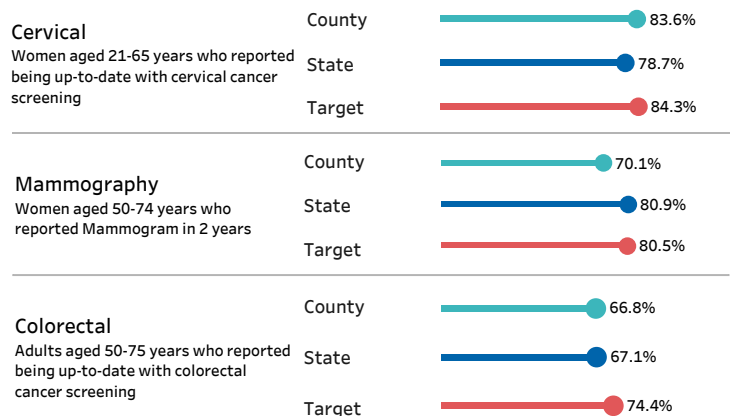 Cervical
Women aged 21-65 years who reported
being up-to-date with cervical cancer
screening
County 83.6%
State 78.7%
Target 84.3%
Mammography
Women aged 50-74 years who
reported Mammogram in 2 years
County 70.1%
State 80.9%
Target 80.5%
Colorectal
Adults aged 50-75 years who reported
being up-to-date with colorectal
cancer screening
County 66.8%
State 67.1%
Target 74.4%